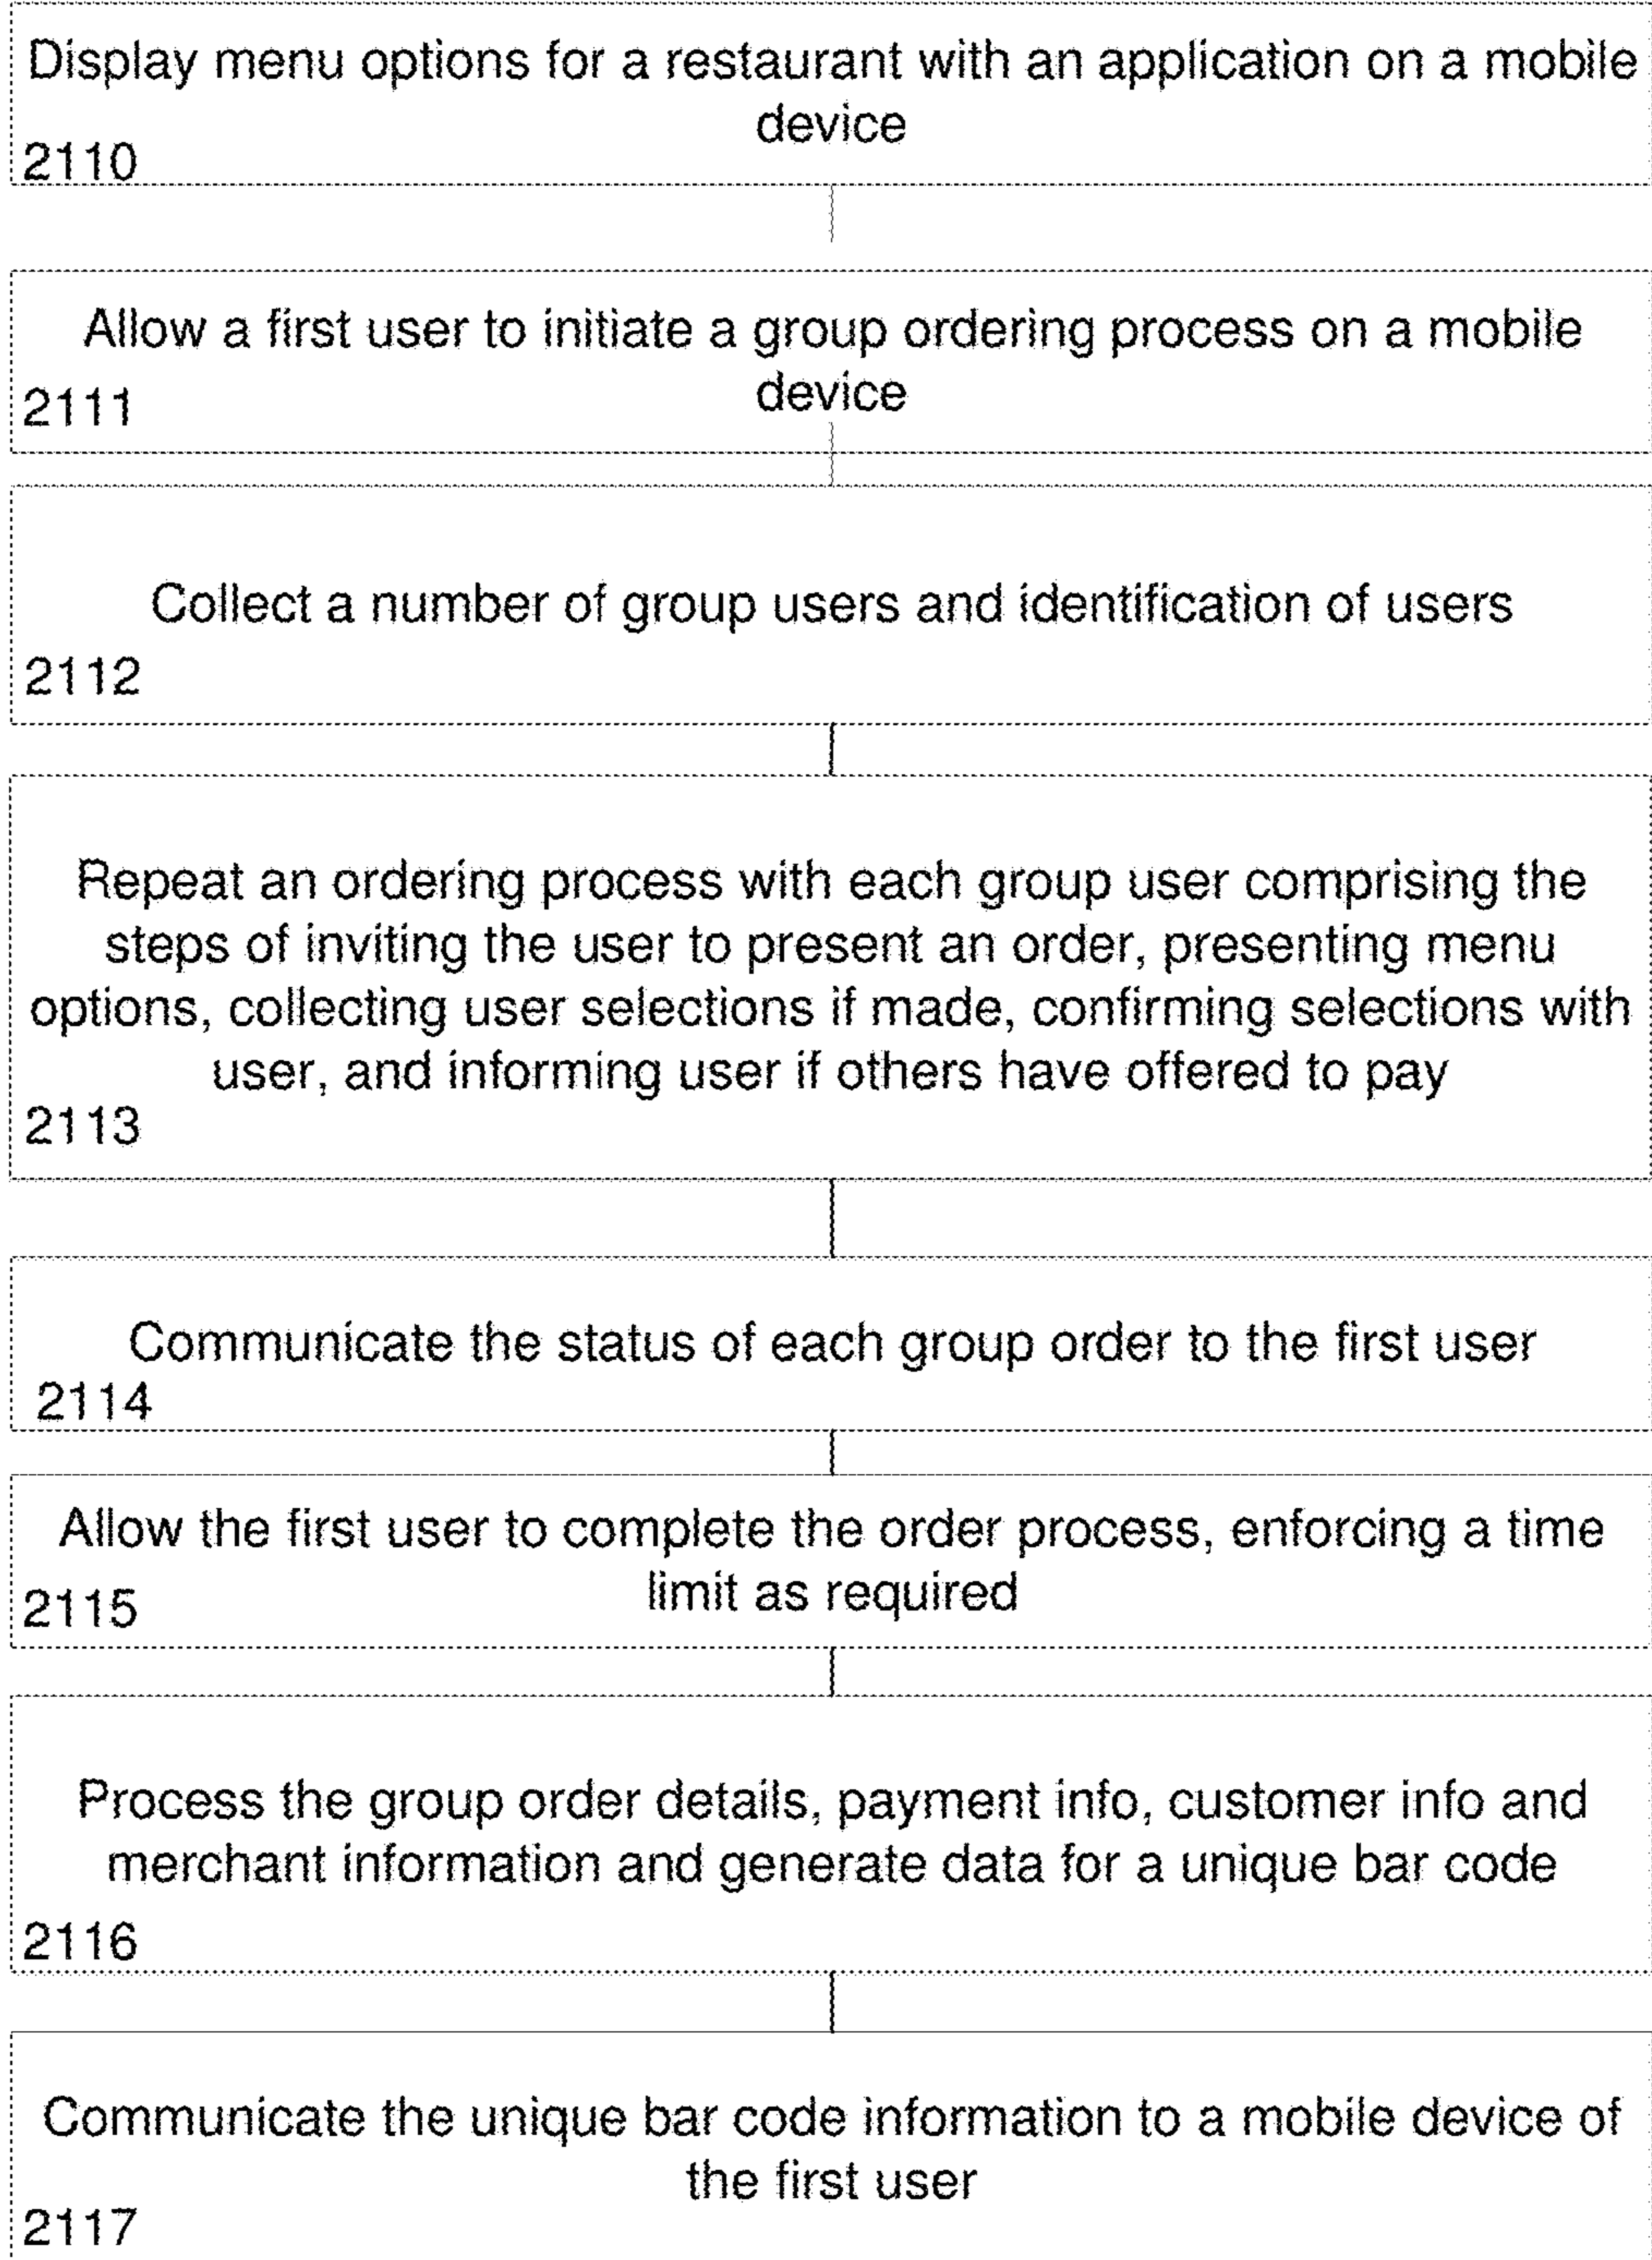 Display menu options for a restaurant with an application on a mobile
device
2110
Allow a first user to initiate a group ordering process on a mobile
device
2111
Collect a number of group users and identification of users
2112
Repeat an ordering process with each group user comprising the
steps of inviting the user to present an order, presenting menu
options, collecting user selections if made, confirming selections with
user, and informing user if others have offered to pay
2113
Communicate the status of each group order to the first user
2114
Allow the first user to complete the order process, enforcing a time
limit as required
2115
Process the group order details, payment info, customer info and
merchant information and generate data for a unique bar code
2116
Communicate the unique bar code information to a mobile device of
the first user
2117